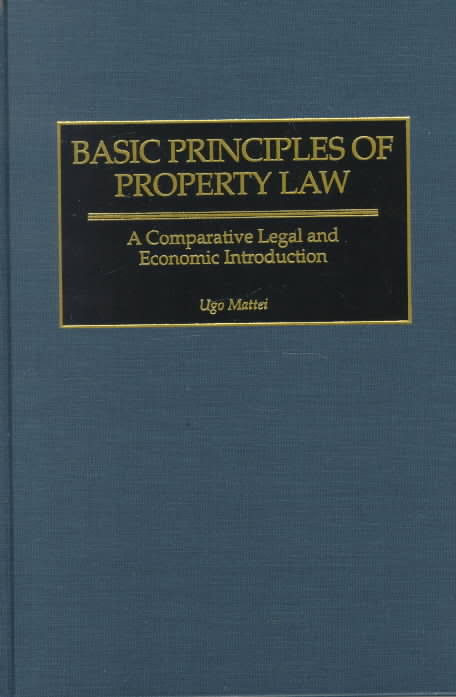 BASIC PRINCIPLES OF
PROPERTY LAW
A Comparative Legal and
Economic Introduction
Ugo Mattei